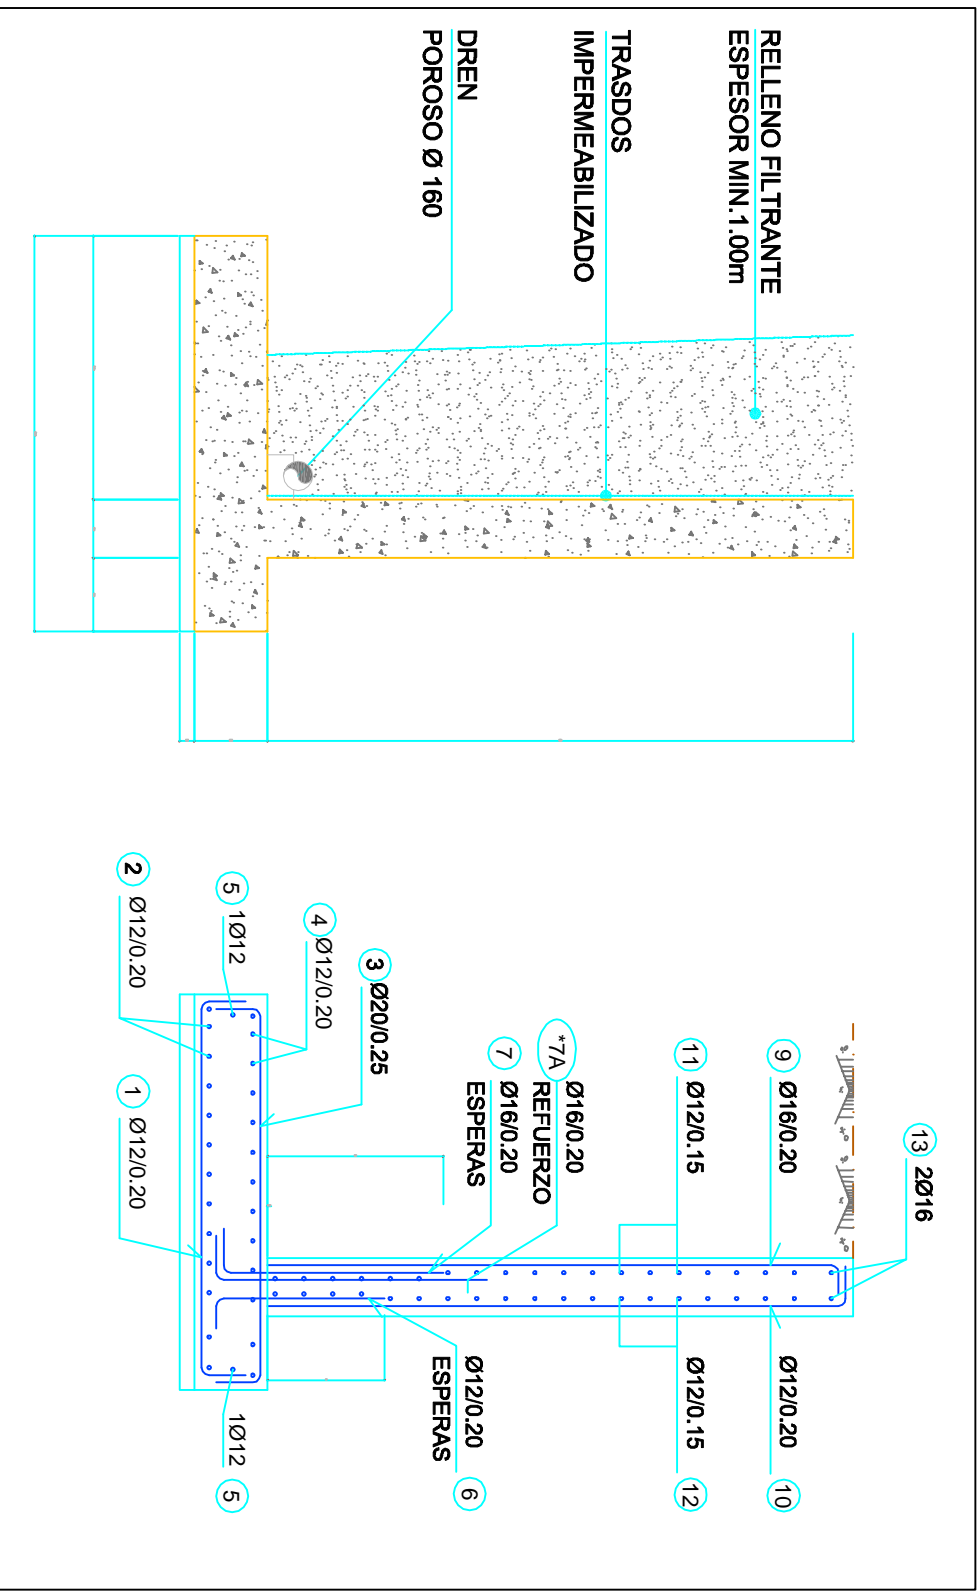 RELLENO FILTRANTE
ESPESOR MIN.1.00m
TRASDOS
IMPERMEABILIZADO
DREN
POROSO Ø 160
13 2Ø16
9 Ø16/0.20
Ø12/0.20 10
11 Ø12/0.15
Ø12/0.15 12
*7A Ø16/0.20
REFUERZO
7 Ø16/0.20
ESPERAS
Ø12/0.20
ESPERAS 6
3 Ø20/0.25
4 Ø12/0.20
5 1Ø12
1Ø12 5
2 Ø12/0.20
1 Ø12/0.20